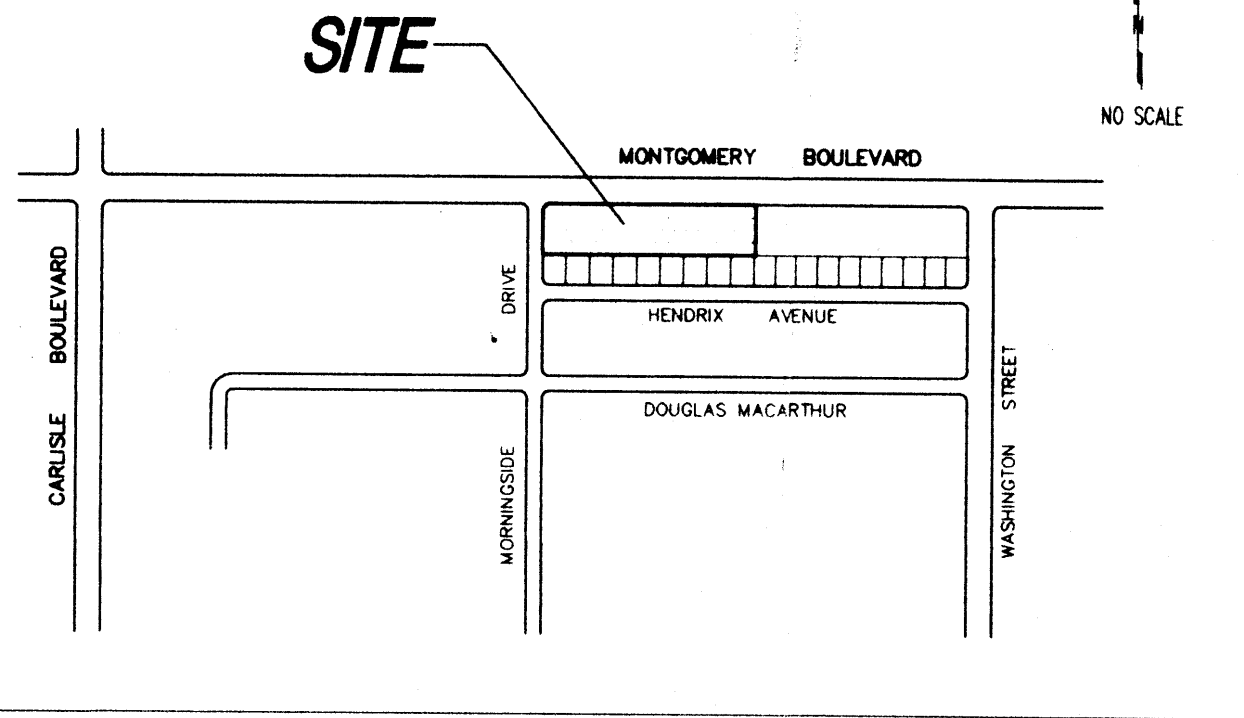 SITE
N
NO SCALE
MONTGOMERY BOULEVARD
CARLISLE BOULEVARD
MORNINGSIDE DRIVE
HENDRIX AVENUE
DOUGLAS MACARTHUR
WASHINGTON STREET